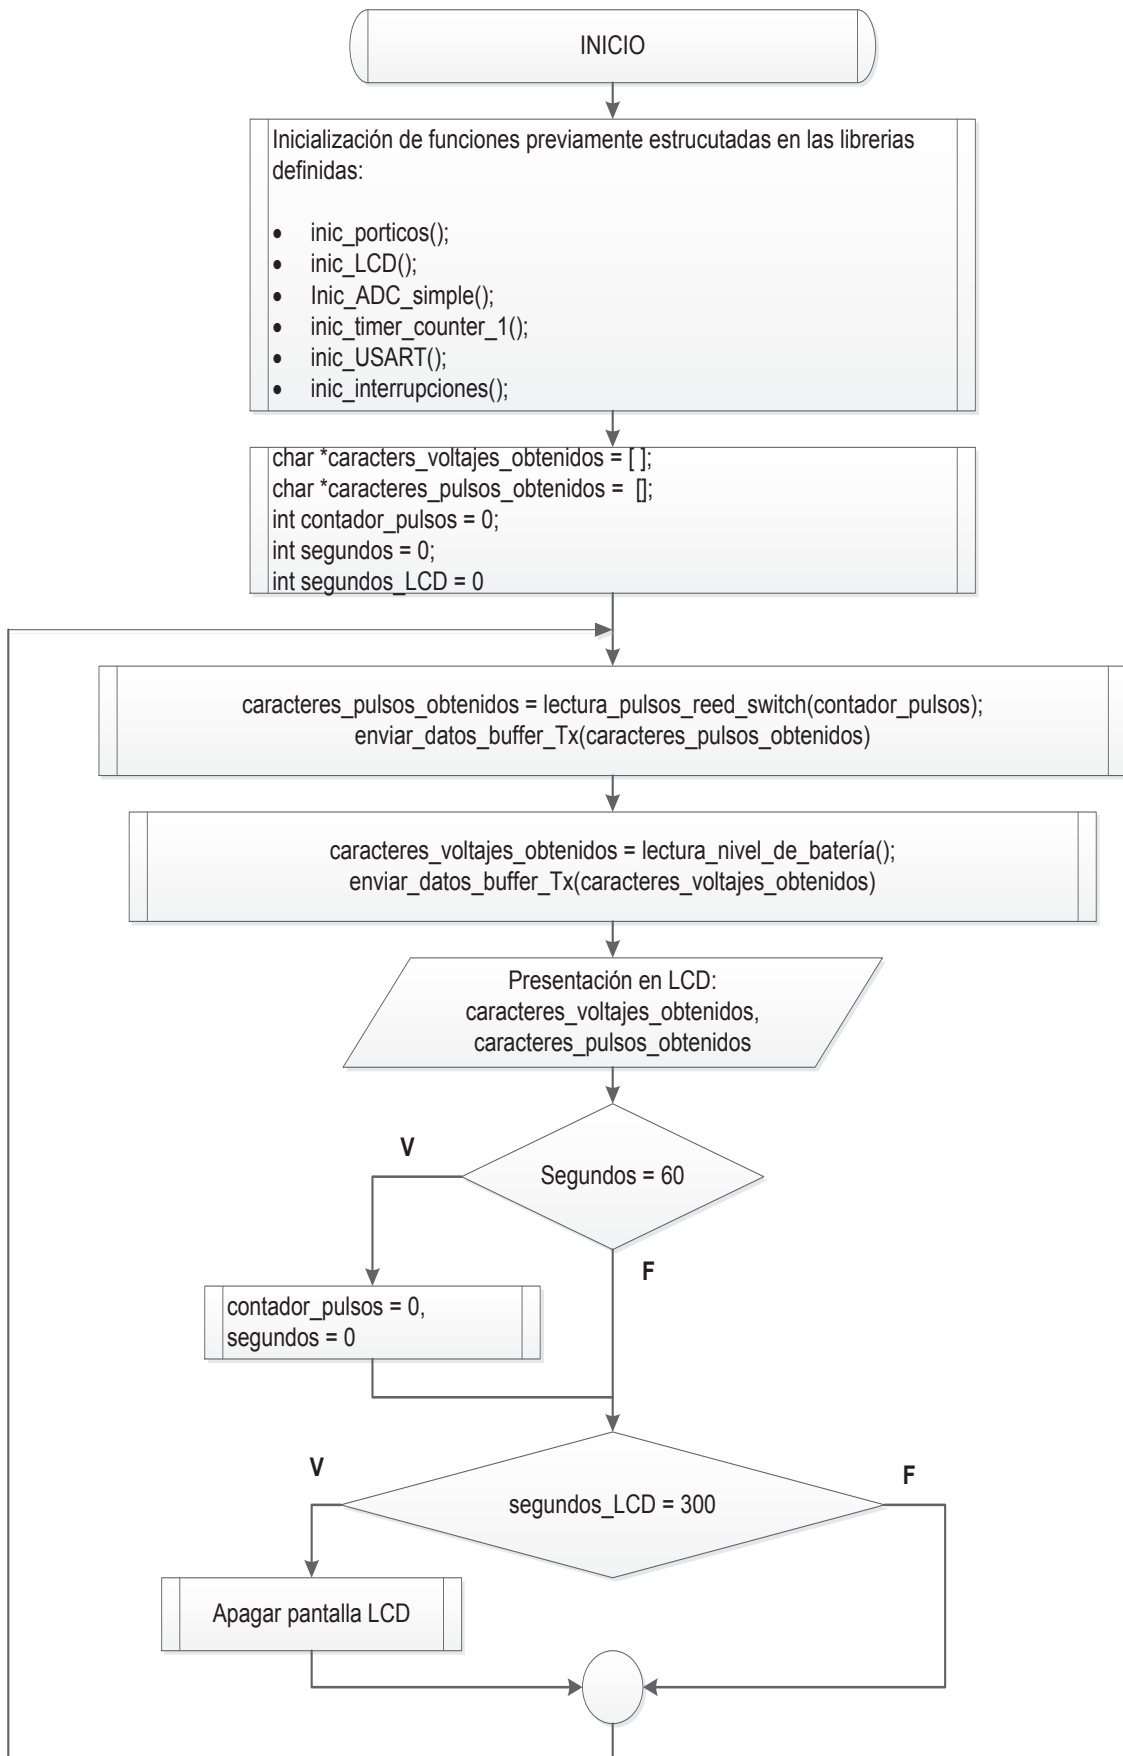 INICIO
Inicialización de funciones previamente estrucutadas en las librerias
definidas:
• inic_porticos();
• inic_LCD();
• Inic_ADC_simple();
• inic_timer_counter_1();
• inic_USART();
• inic_interrupciones();
char *caracters_voltajes_obtenidos = [ ];
char *caracteres_pulsos_obtenidos = [];
int contador_pulsos = 0;
int segundos = 0;
int segundos_LCD = 0
caracteres_pulsos_obtenidos = lectura_pulsos_reed_switch(contador_pulsos);
enviar_datos_buffer_Tx(caracteres_pulsos_obtenidos)
caracteres_voltajes_obtenidos = lectura_nivel_de_batería();
enviar_datos_buffer_Tx(caracteres_voltajes_obtenidos)
Presentación en LCD:
caracteres_voltajes_obtenidos,
caracteres_pulsos_obtenidos
V
Segundos = 60
F
contador_pulsos = 0,
segundos = 0
V
F
segundos_LCD = 300
Apagar pantalla LCD